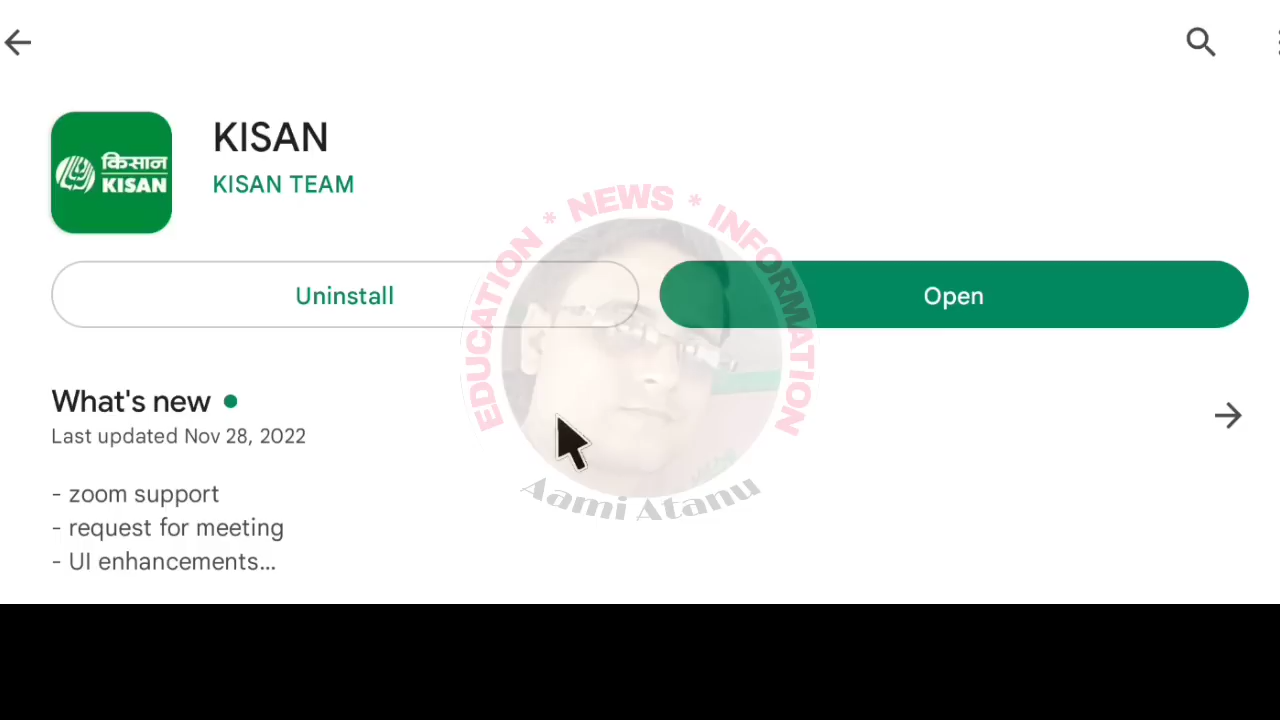 KISAN
KISAN TEAM
किसान
KISAN
EDUCATION * NEWS * INFORMATION
Uninstall
Open
What's new
Last updated Nov 28, 2022
Aami Atanu
- zoom support
- request for meeting
- UI enhancements...